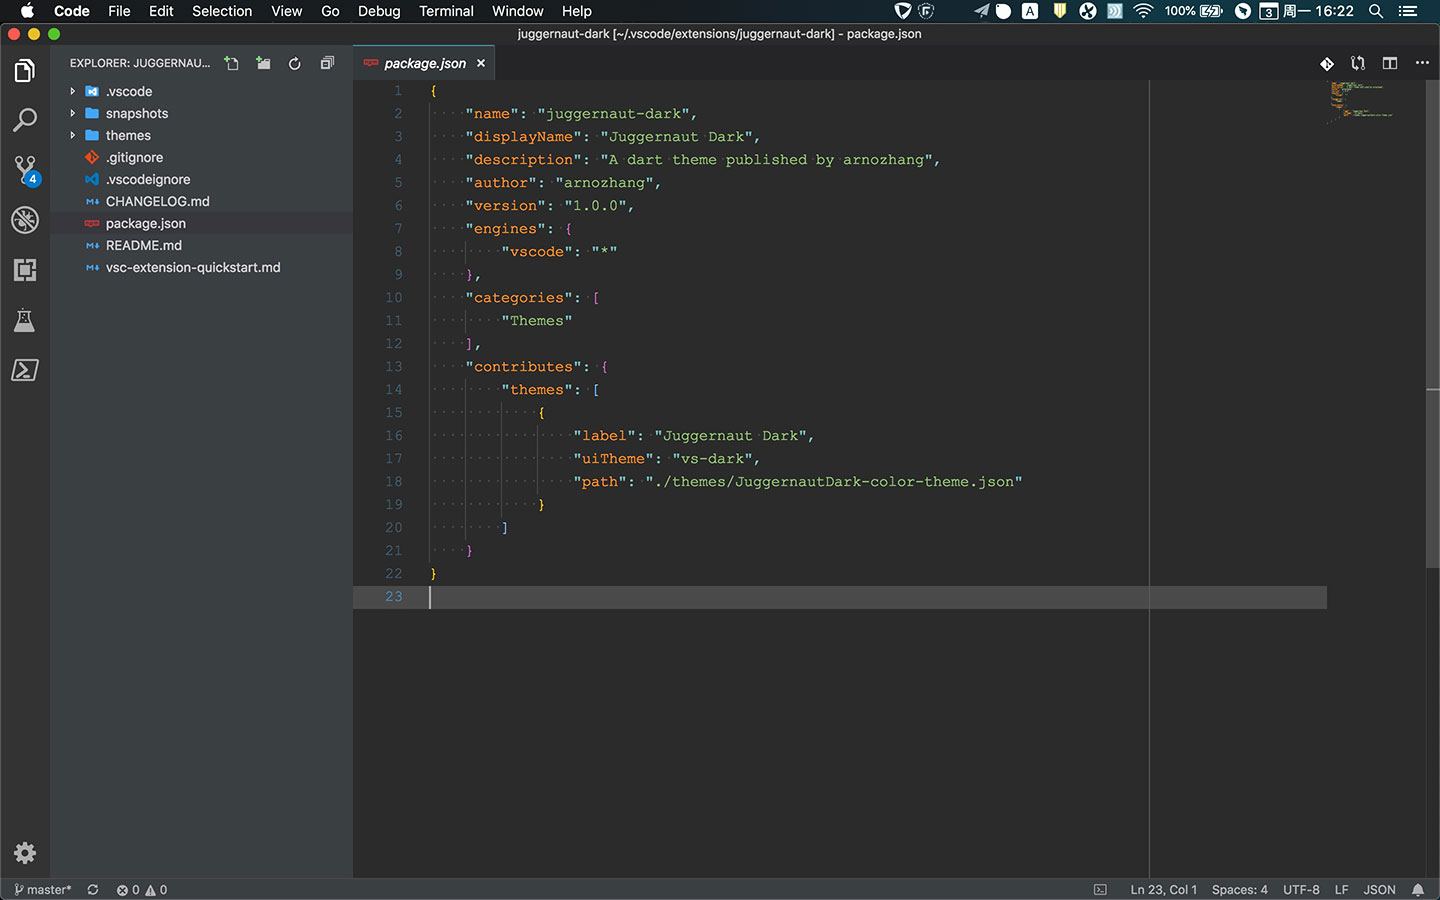 Code File Edit Selection View Go Debug Terminal Window Help A 100% 3 周一 16:22
juggernaut-dark [~/.vscode/extensions/juggernaut-dark] - package.json
EXPLORER: JUGGERNAU...
.vscode
snapshots
themes
.gitignore
.vscodeignore
CHANGELOG.md
package.json
README.md
vsc-extension-quickstart.md
4
package.json ×
1 {
2 "name": "juggernaut-dark",
3 "displayName": "Juggernaut Dark",
4 "description": "A dart theme published by arnozhang",
5 "author": "arnozhang",
6 "version": "1.0.0",
7 "engines": {
8 "vscode": "*"
9 },
10 "categories": [
11 "Themes"
12 ],
13 "contributes": {
14 "themes": [
15 {
16 "label": "Juggernaut Dark",
17 "uiTheme": "vs-dark",
18 "path": "./themes/JuggernautDark-color-theme.json"
19 }
20 ]
21 }
22 }
23
master* 0 0 Ln 23, Col 1 Spaces: 4 UTF-8 LF JSON